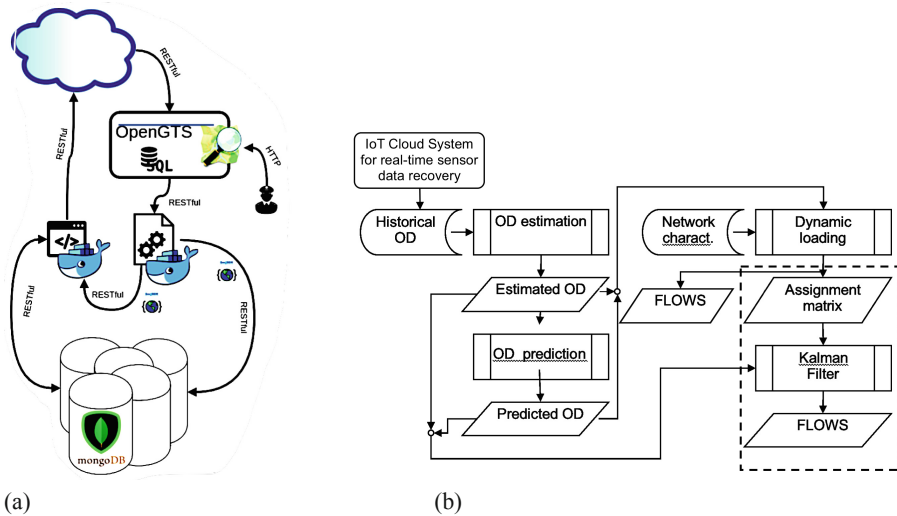 RESTful
OpenGTS
SQL
HTTP
RESTful
RESTful
</>
RESTful
RESTful
RESTful
mongoDB
(a)
IoT Cloud System
for real-time sensor
data recovery
Historical
OD
OD estimation
Network
charact.
Dynamic
loading
Estimated OD
FLOWS
Assignment
matrix
OD prediction
Kalman
Filter
Predicted OD
FLOWS
(b)